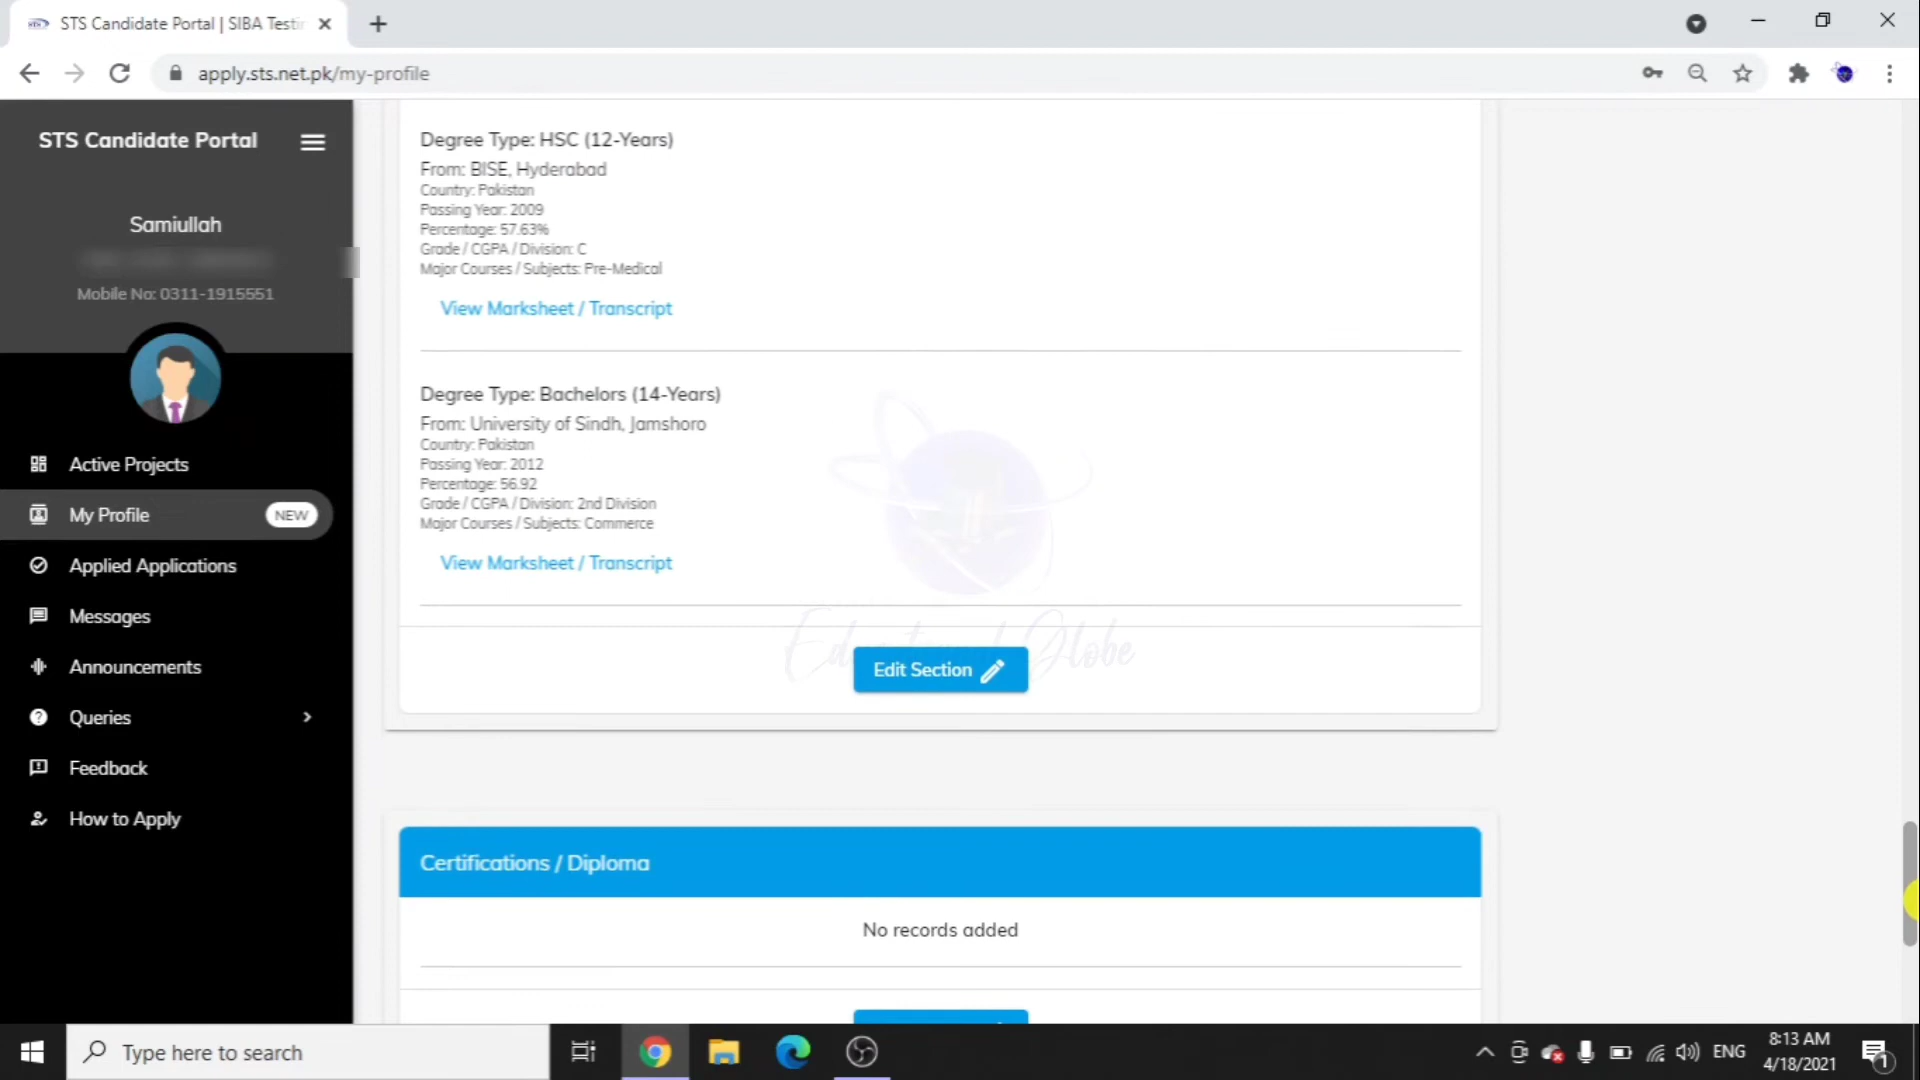 STS Candidate Portal | SIBA Testi
apply.sts.net.pk/my-profile
STS Candidate Portal
Samiullah
Mobile No: 0311-1915551
Active Projects
My Profile
NEW
Applied Applications
Messages
Announcements
Queries
Feedback
How to Apply
Degree Type: HSC (12-Years)
From: BISE, Hyderabad
Country: Pakistan
Passing Year: 2009
Percentage: 57.63%
Grade / CGPA / Division: C
Major Courses / Subjects: Pre-Medical
View Marksheet / Transcript
Degree Type: Bachelors (14-Years)
From: University of Sindh, Jamshoro
Country: Pakistan
Passing Year: 2012
Percentage: 56.92
Grade / CGPA / Division: 2nd Division
Major Courses / Subjects: Commerce
View Marksheet / Transcript
Edit Section
Globe
Certifications / Diploma
No records added
Type here to search
ENG
8:13 AM
4/18/2021
1